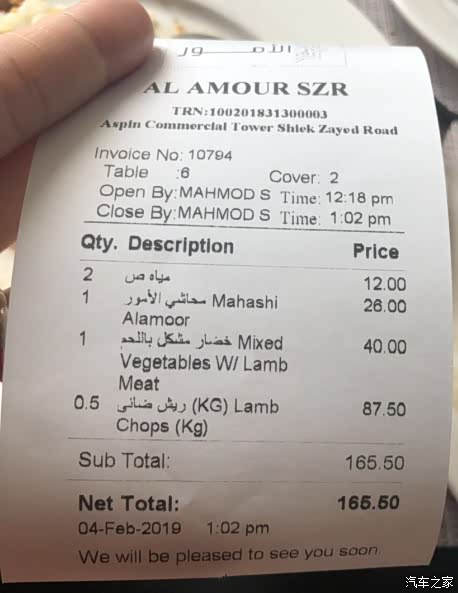 الأمـــــور
AL AMOUR SZR
TRN:100201831300003
Aspin Commercial Tower Shiek Zayed Road
Invoice No: 10794
Table :6 Cover: 2
Open By:MAHMOD S Time: 12:18 pm
Close By:MAHMOD S Time: 1:02 pm
Qty. Description Price
2 مياه ص 12.00
1 محاشي الأمور Mahashi 26.00
Alamoor
1 خضار مشكل باللحم Mixed 40.00
Vegetables W/ Lamb
Meat
0.5 ريش ضاني (KG) Lamb 87.50
Chops (Kg)
Sub Total: 165.50
Net Total: 165.50
04-Feb-2019 1:02 pm
We will be pleased to see you soon.
汽车之家